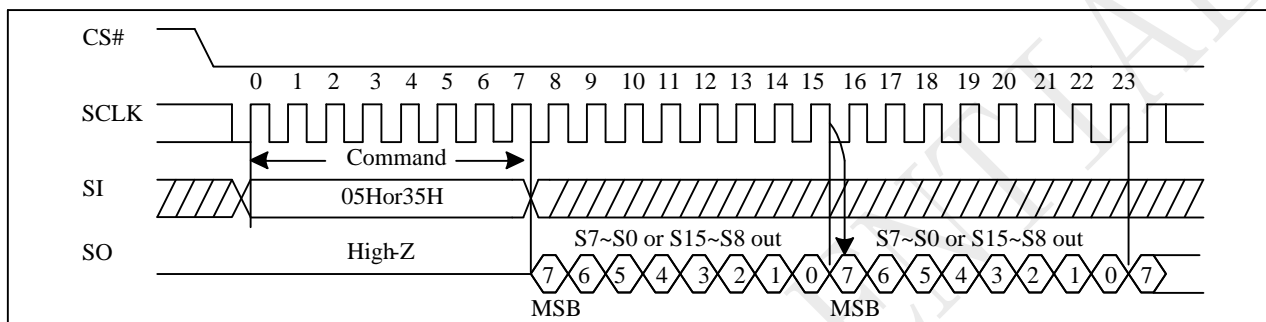 CS#
0 1 2 3 4 5 6 7 8 9 10 11 12 13 14 15 16 17 18 19 20 21 22 23
SCLK
Command
SI
05Hor35H
SO
High-Z
S7~S0 or S15~S8 out
S7~S0 or S15~S8 out
7 6 5 4 3 2 1 0 7 6 5 4 3 2 1 0 7
MSB
MSB